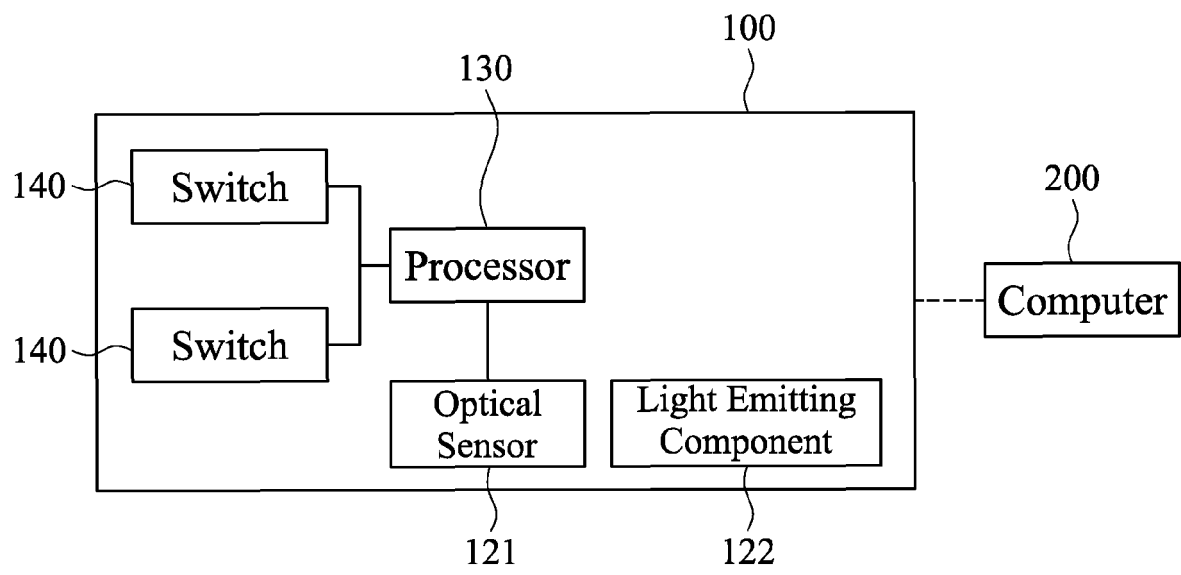 100
130
140
Switch
200
Processor
Computer
140
Switch
Optical
Sensor
Light Emitting
Component
121
122